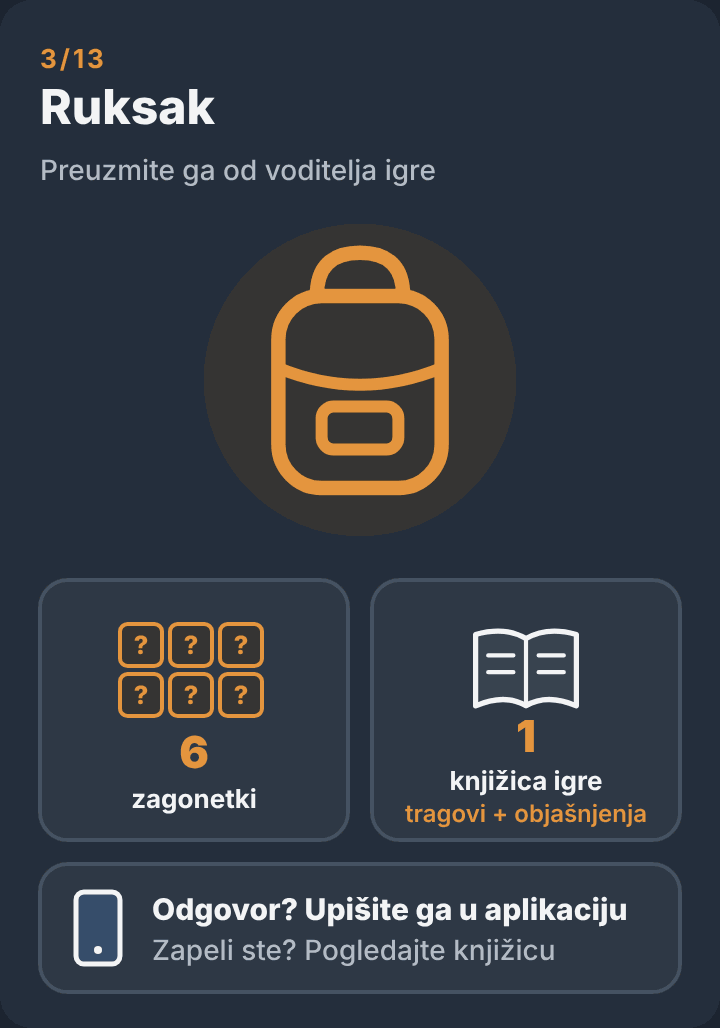 3/13
Ruksak
Preuzmite ga od voditelja igre
? ? ?
? ? ?
6
zagonetki
1
knjižica igre
tragovi + objašnjenja
Odgovor? Upišite ga u aplikaciju
Zapeli ste? Pogledajte knjižicu